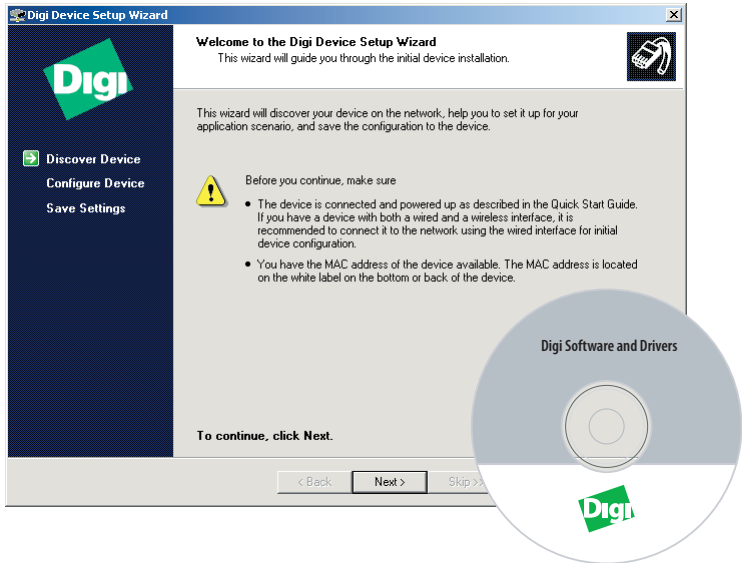 Digi Device Setup Wizard
Welcome to the Digi Device Setup Wizard
This wizard will guide you through the initial device installation.
Digi
Discover Device
Configure Device
Save Settings
This wizard will discover your device on the network, help you to set it up for your
application scenario, and save the configuration to the device.
Before you continue, make sure
• The device is connected and powered up as described in the Quick Start Guide.
If you have a device with both a wired and a wireless interface, it is
recommended to connect it to the network using the wired interface for initial
device configuration.
• You have the MAC address of the device available. The MAC address is located
on the white label on the bottom or back of the device.
To continue, click Next.
< Back
Next >
Skip >>
Digi Software and Drivers
Digi